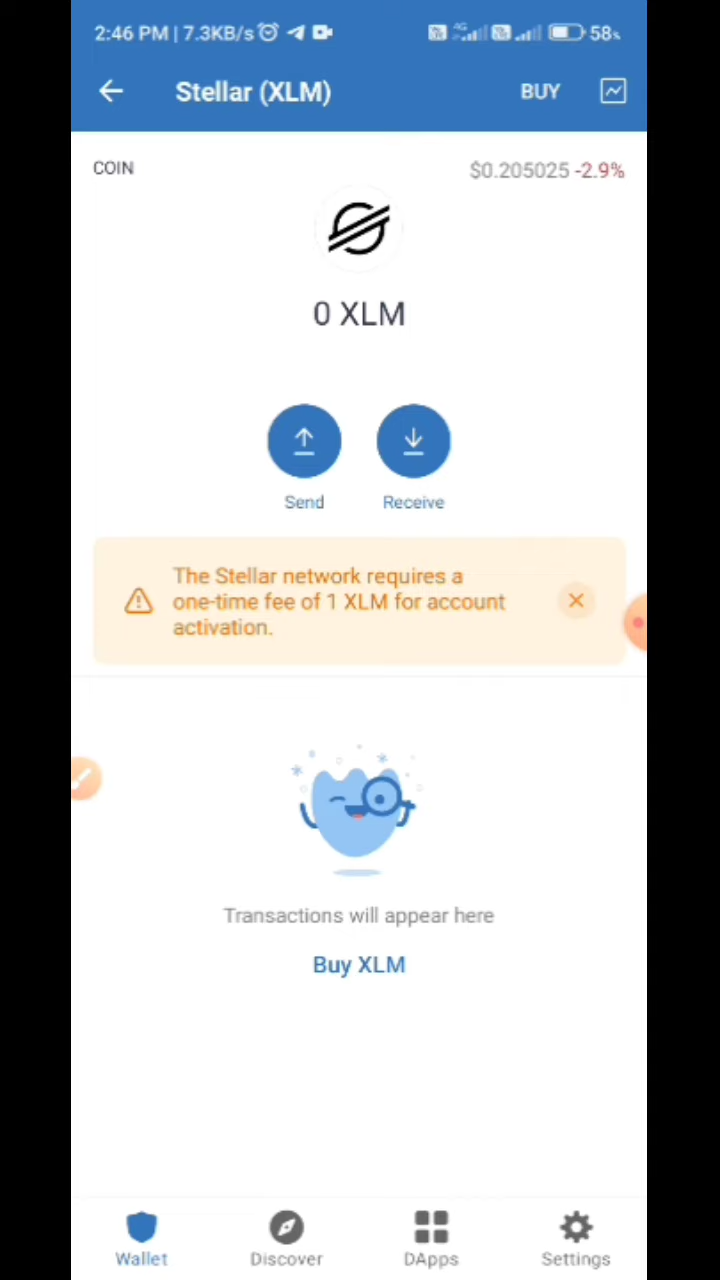 2:46 PM | 7.3KB/s 4G 58%
Stellar (XLM) BUY
COIN $0.205025 -2.9%
0 XLM
Send Receive
The Stellar network requires a
one-time fee of 1 XLM for account
activation.
Transactions will appear here
Buy XLM
Wallet Discover DApps Settings